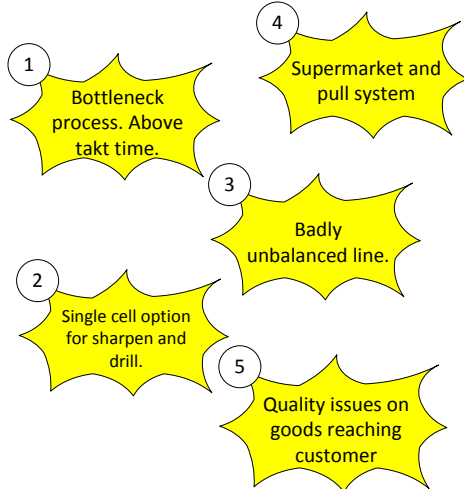 1
Bottleneck
process. Above
takt time.
4
Supermarket and
pull system
3
Badly
unbalanced line.
2
Single cell option
for sharpen and
drill.
5
Quality issues on
goods reaching
customer